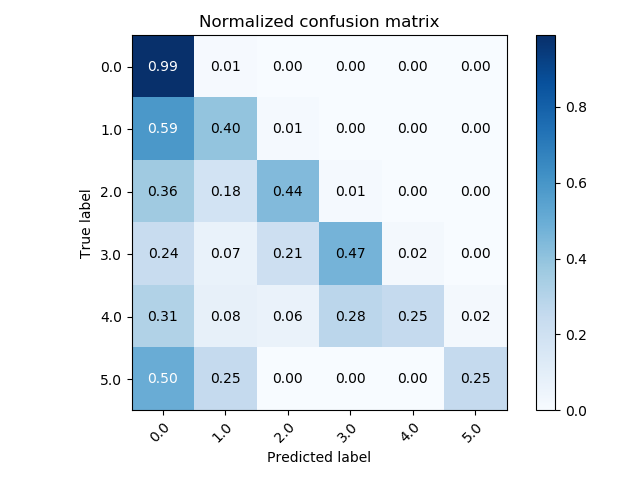 Normalized confusion matrix
True label
0.0 0.99 0.01 0.00 0.00 0.00 0.00
1.0 0.59 0.40 0.01 0.00 0.00 0.00
2.0 0.36 0.18 0.44 0.01 0.00 0.00
3.0 0.24 0.07 0.21 0.47 0.02 0.00
4.0 0.31 0.08 0.06 0.28 0.25 0.02
5.0 0.50 0.25 0.00 0.00 0.00 0.25
0.0 1.0 2.0 3.0 4.0 5.0
Predicted label
0.8
0.6
0.4
0.2
0.0